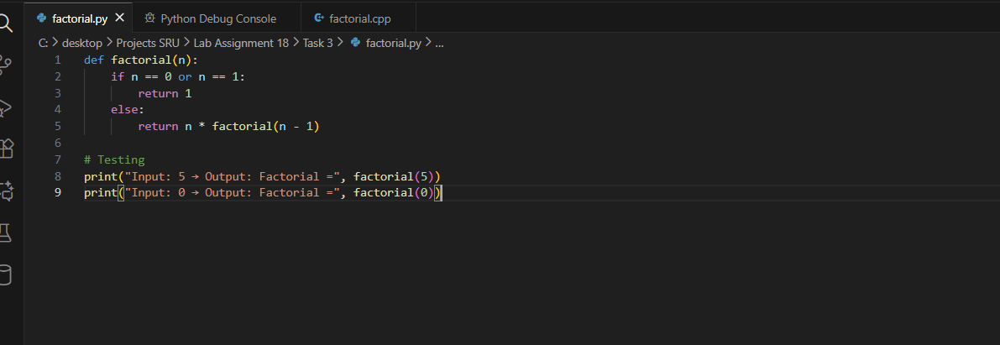 factorial.py Python Debug Console factorial.cpp
C: > desktop > Projects SRU > Lab Assignment 18 > Task 3 > factorial.py > ...
1 def factorial(n):
2     if n == 0 or n == 1:
3         return 1
4     else:
5         return n * factorial(n - 1)
6
7 # Testing
8 print("Input: 5 → Output: Factorial =", factorial(5))
9 print("Input: 0 → Output: Factorial =", factorial(0))